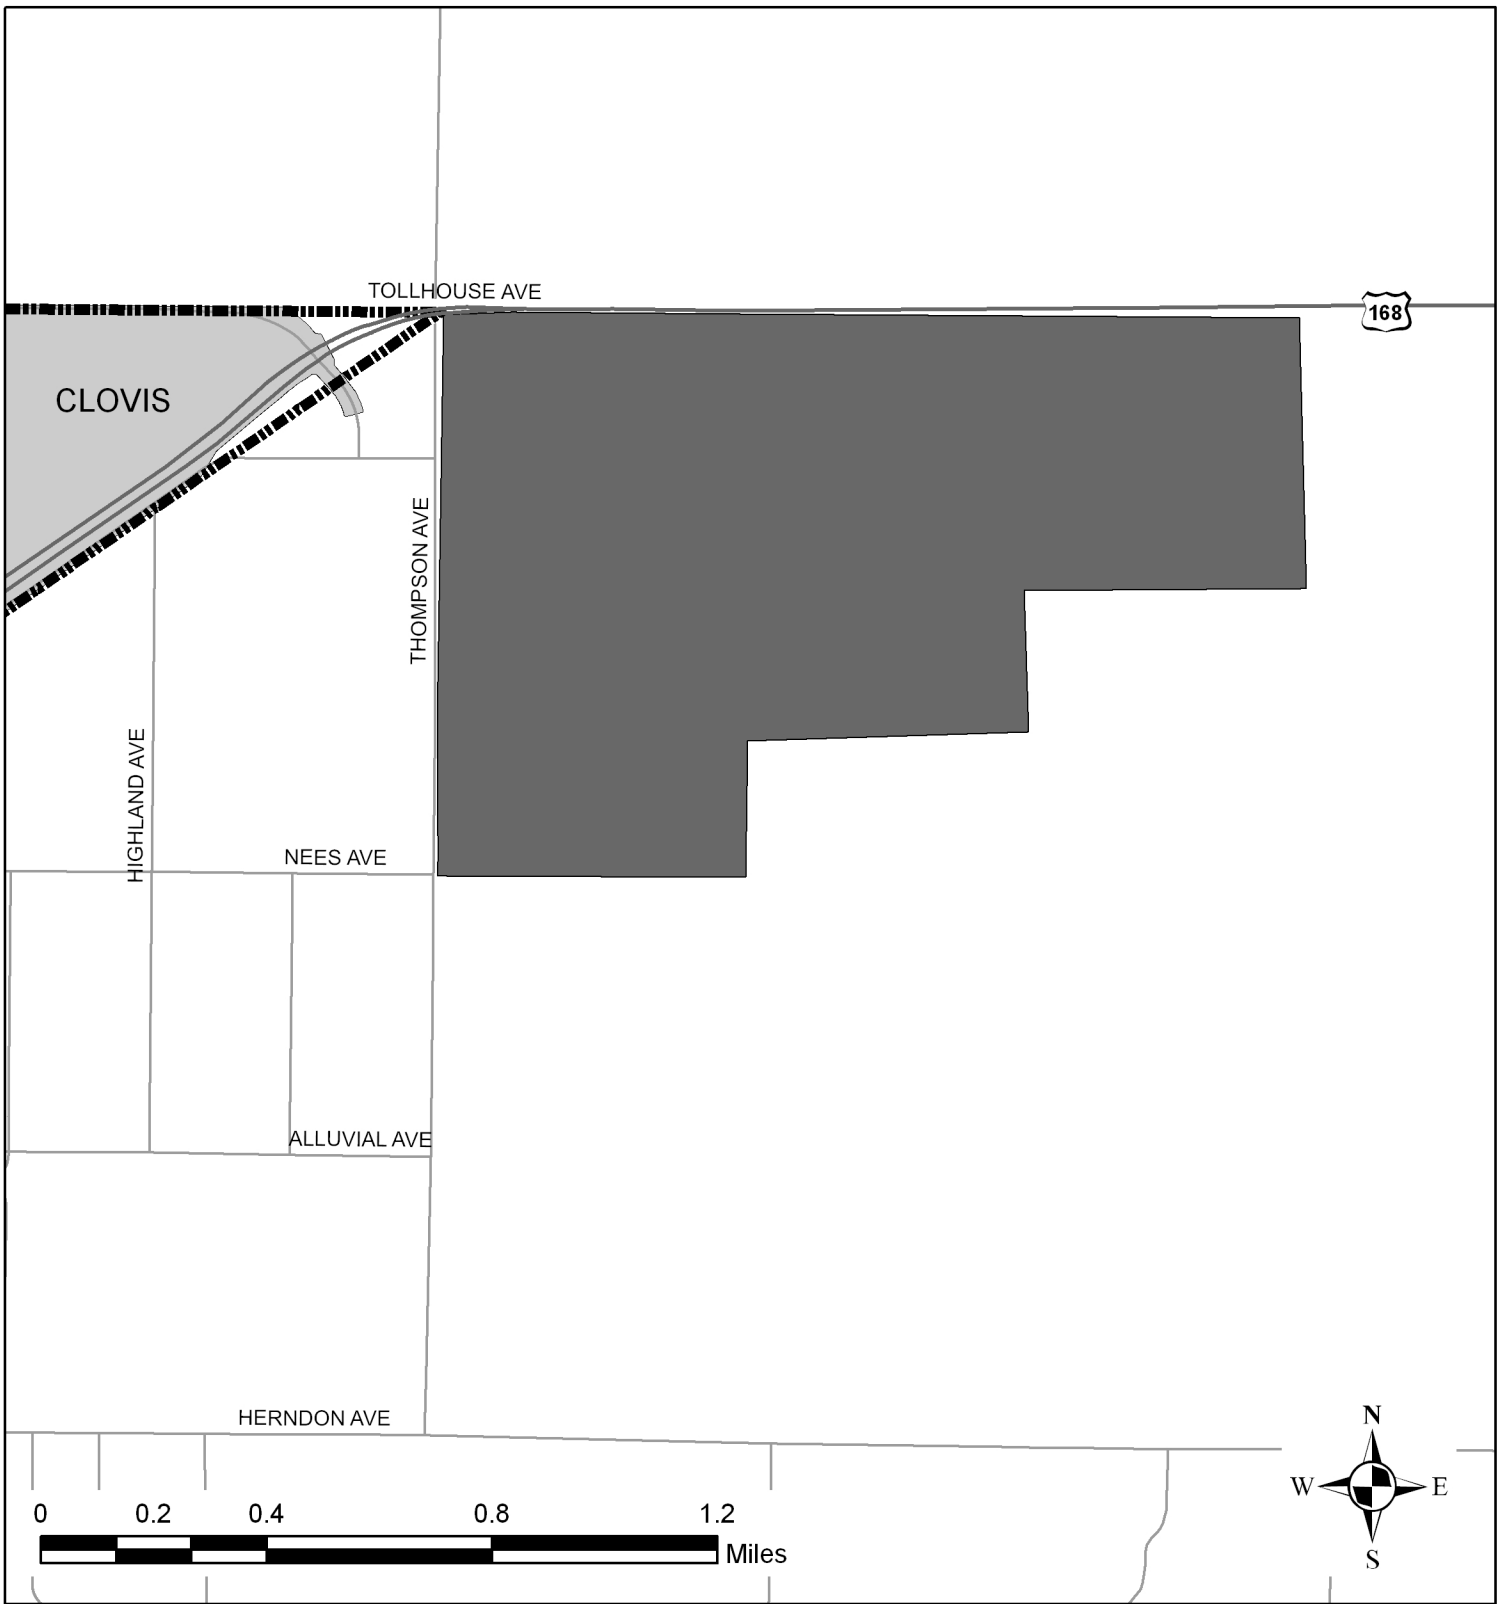 TOLLHOUSE AVE
168
CLOVIS
THOMPSON AVE
HIGHLAND AVE
NEES AVE
ALLUVIAL AVE
HERNDON AVE
N
W E
S
0 0.2 0.4 0.8 1.2
Miles